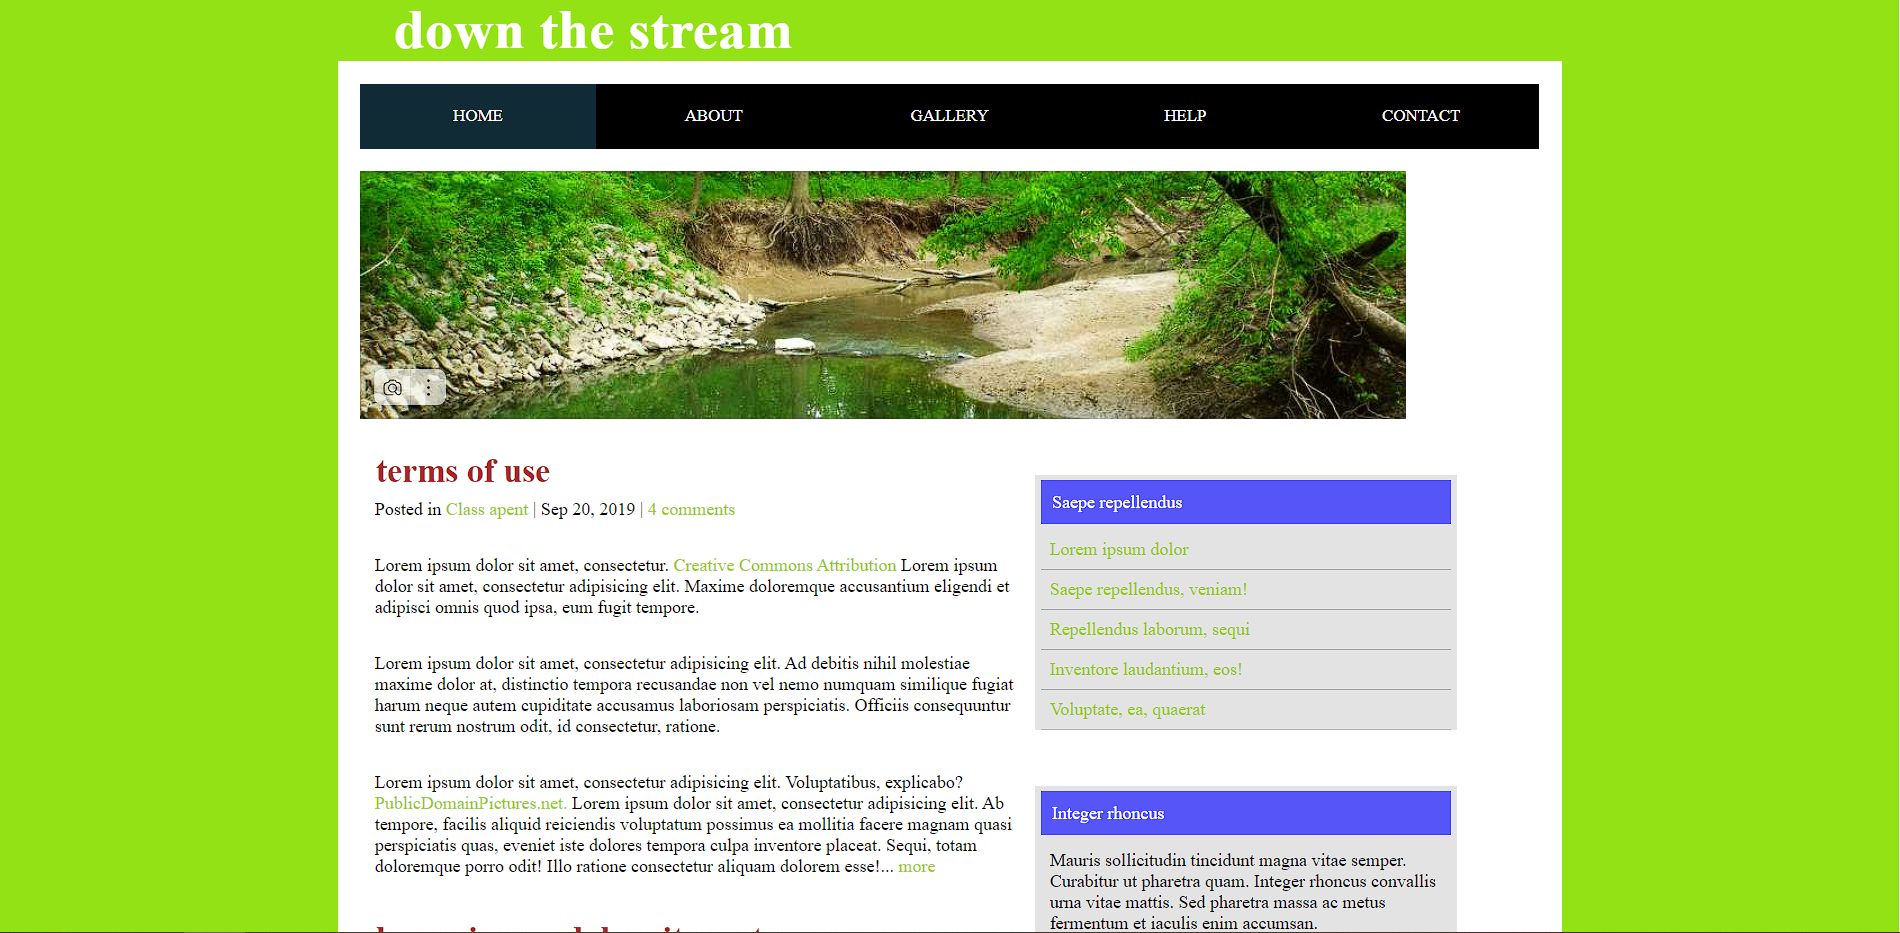 down the stream
HOME
ABOUT
GALLERY
HELP
CONTACT
terms of use
Posted in Class apent | Sep 20, 2019 | 4 comments
Lorem ipsum dolor sit amet, consectetur. Creative Commons Attribution Lorem ipsum
dolor sit amet, consectetur adipisicing elit. Maxime doloremque accusantium eligendi et
adipisci omnis quod ipsa, eum fugit tempore.
Lorem ipsum dolor sit amet, consectetur adipisicing elit. Ad debitis nihil molestiae
maxime dolor at, distinctio tempora recusandae non vel nemo numquam similique fugiat
harum neque autem cupiditate accusamus laboriosam perspiciatis. Officiis consequuntur
sunt rerum nostrum odit, id consectetur, ratione.
Lorem ipsum dolor sit amet, consectetur adipisicing elit. Voluptatibus, explicabo?
PublicDomainPictures.net. Lorem ipsum dolor sit amet, consectetur adipisicing elit. Ab
tempore, facilis aliquid reiciendis voluptatum possimus ea mollitia facere magnam quasi
perspiciatis quas, eveniet iste dolores tempora culpa inventore placeat. Sequi, totam
doloremque porro odit! Illo ratione consectetur aliquam dolorem esse!... more
Saepe repellendus
Lorem ipsum dolor
Saepe repellendus, veniam!
Repellendus laborum, sequi
Inventore laudantium, eos!
Voluptate, ea, quaerat
Integer rhoncus
Mauris sollicitudin tincidunt magna vitae semper.
Curabitur ut pharetra quam. Integer rhoncus convallis
urna vitae mattis. Sed pharetra massa ac metus
fermentum et iaculis enim accumsan.